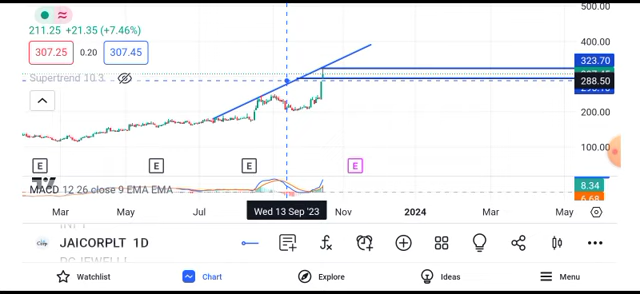 500.00
211.25 +21.35 (+7.46%)
400.00
307.25 0.20 307.45
323.70
Supertrend 10 3
288.50
200.00
100.00
E E E E
MACD 12 26 close 9 EMA EMA
8.34
6.68
Mar May Jul Wed 13 Sep '23 Nov 2024 Mar May
JAICORPLT 1D
Watchlist Chart Explore Ideas Menu